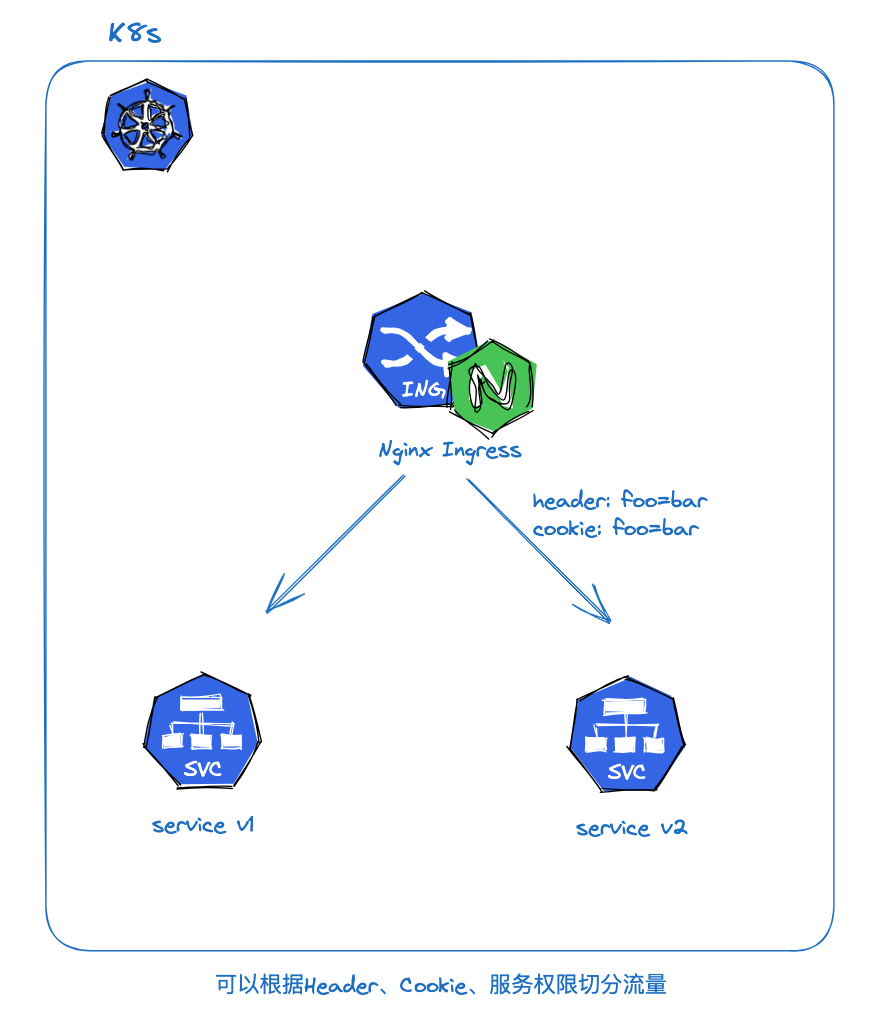 K8s
ING
N
Nginx Ingress
header: foo=bar
cookie: foo=bar
SVC
SVC
service v1
service v2
可以根据Header、Cookie、服务权限切分流量